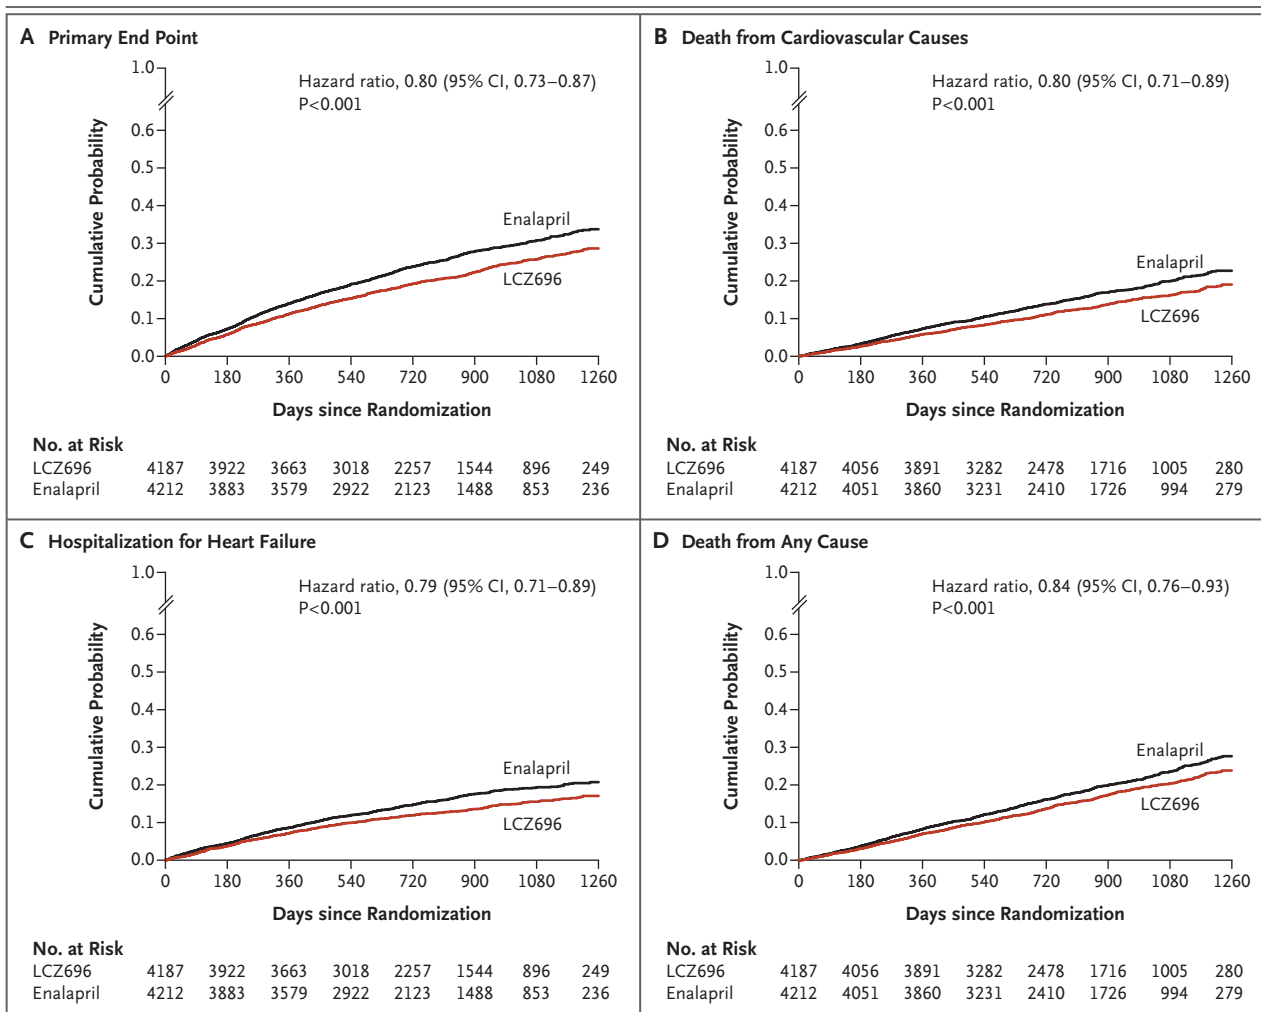 A Primary End Point
Hazard ratio, 0.80 (95% CI, 0.73–0.87)
P<0.001
Cumulative Probability
1.0
0.6
0.5
0.4
0.3
0.2
0.1
0.0
Enalapril
LCZ696
0 180 360 540 720 900 1080 1260
Days since Randomization
No. at Risk
LCZ696 4187 3922 3663 3018 2257 1544 896 249
Enalapril 4212 3883 3579 2922 2123 1488 853 236
B Death from Cardiovascular Causes
Hazard ratio, 0.80 (95% CI, 0.71–0.89)
P<0.001
Cumulative Probability
1.0
0.6
0.5
0.4
0.3
0.2
0.1
0.0
Enalapril
LCZ696
0 180 360 540 720 900 1080 1260
Days since Randomization
No. at Risk
LCZ696 4187 4056 3891 3282 2478 1716 1005 280
Enalapril 4212 4051 3860 3231 2410 1726 994 279
C Hospitalization for Heart Failure
Hazard ratio, 0.79 (95% CI, 0.71–0.89)
P<0.001
Cumulative Probability
1.0
0.6
0.5
0.4
0.3
0.2
0.1
0.0
Enalapril
LCZ696
0 180 360 540 720 900 1080 1260
Days since Randomization
No. at Risk
LCZ696 4187 3922 3663 3018 2257 1544 896 249
Enalapril 4212 3883 3579 2922 2123 1488 853 236
D Death from Any Cause
Hazard ratio, 0.84 (95% CI, 0.76–0.93)
P<0.001
Cumulative Probability
1.0
0.6
0.5
0.4
0.3
0.2
0.1
0.0
Enalapril
LCZ696
0 180 360 540 720 900 1080 1260
Days since Randomization
No. at Risk
LCZ696 4187 4056 3891 3282 2478 1716 1005 280
Enalapril 4212 4051 3860 3231 2410 1726 994 279